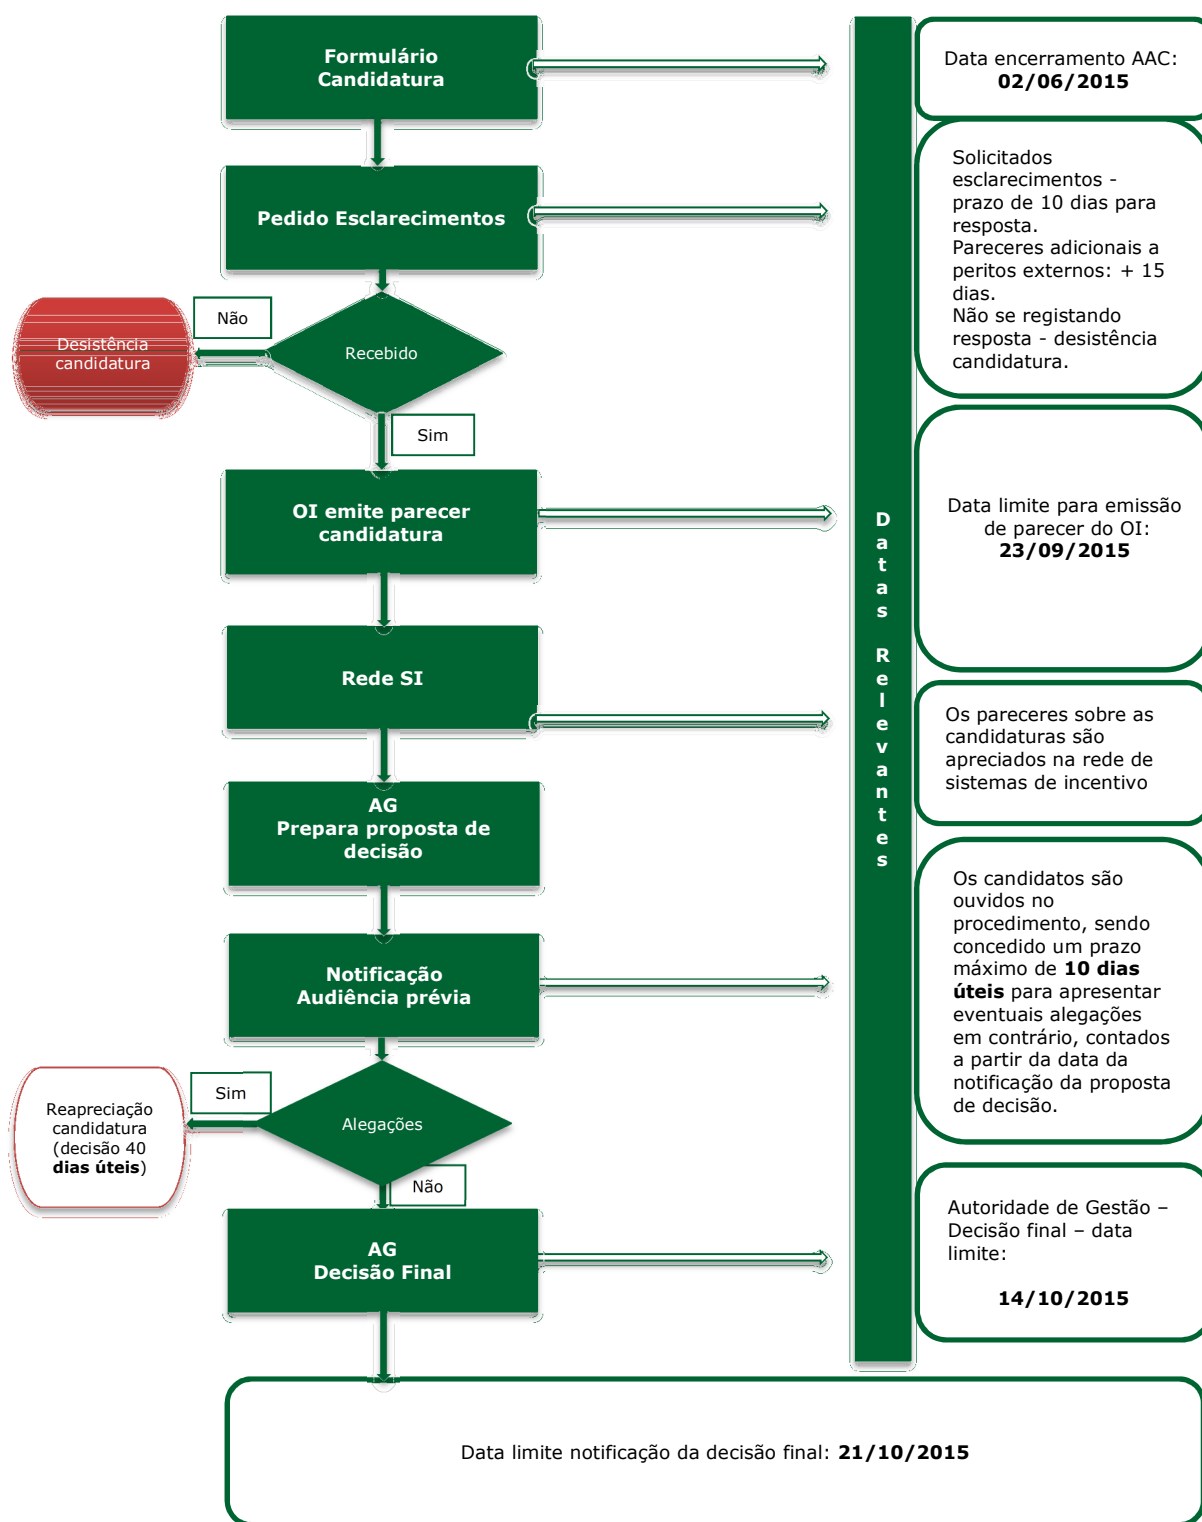 Formulário
Candidatura
Data encerramento AAC:
02/06/2015
Pedido Esclarecimentos
Solicitados
esclarecimentos -
prazo de 10 dias para
resposta.
Pareceres adicionais a
peritos externos: + 15
dias.
Não se registando
resposta - desistência
candidatura.
Não
Desistência
candidatura
Recebido
Sim
OI emite parecer
candidatura
Data limite para emissão
de parecer do OI:
23/09/2015
Datas Relevantes
Rede SI
Os pareceres sobre as
candidaturas são
apreciados na rede de
sistemas de incentivo
AG
Prepara proposta de
decisão
Notificação
Audiência prévia
Os candidatos são
ouvidos no
procedimento, sendo
concedido um prazo
máximo de 10 dias
úteis para apresentar
eventuais alegações
em contrário, contados
a partir da data da
notificação da proposta
de decisão.
Sim
Reapreciação
candidatura
(decisão 40
dias úteis)
Alegações
Não
AG
Decisão Final
Autoridade de Gestão –
Decisão final – data
limite:
14/10/2015
Data limite notificação da decisão final: 21/10/2015